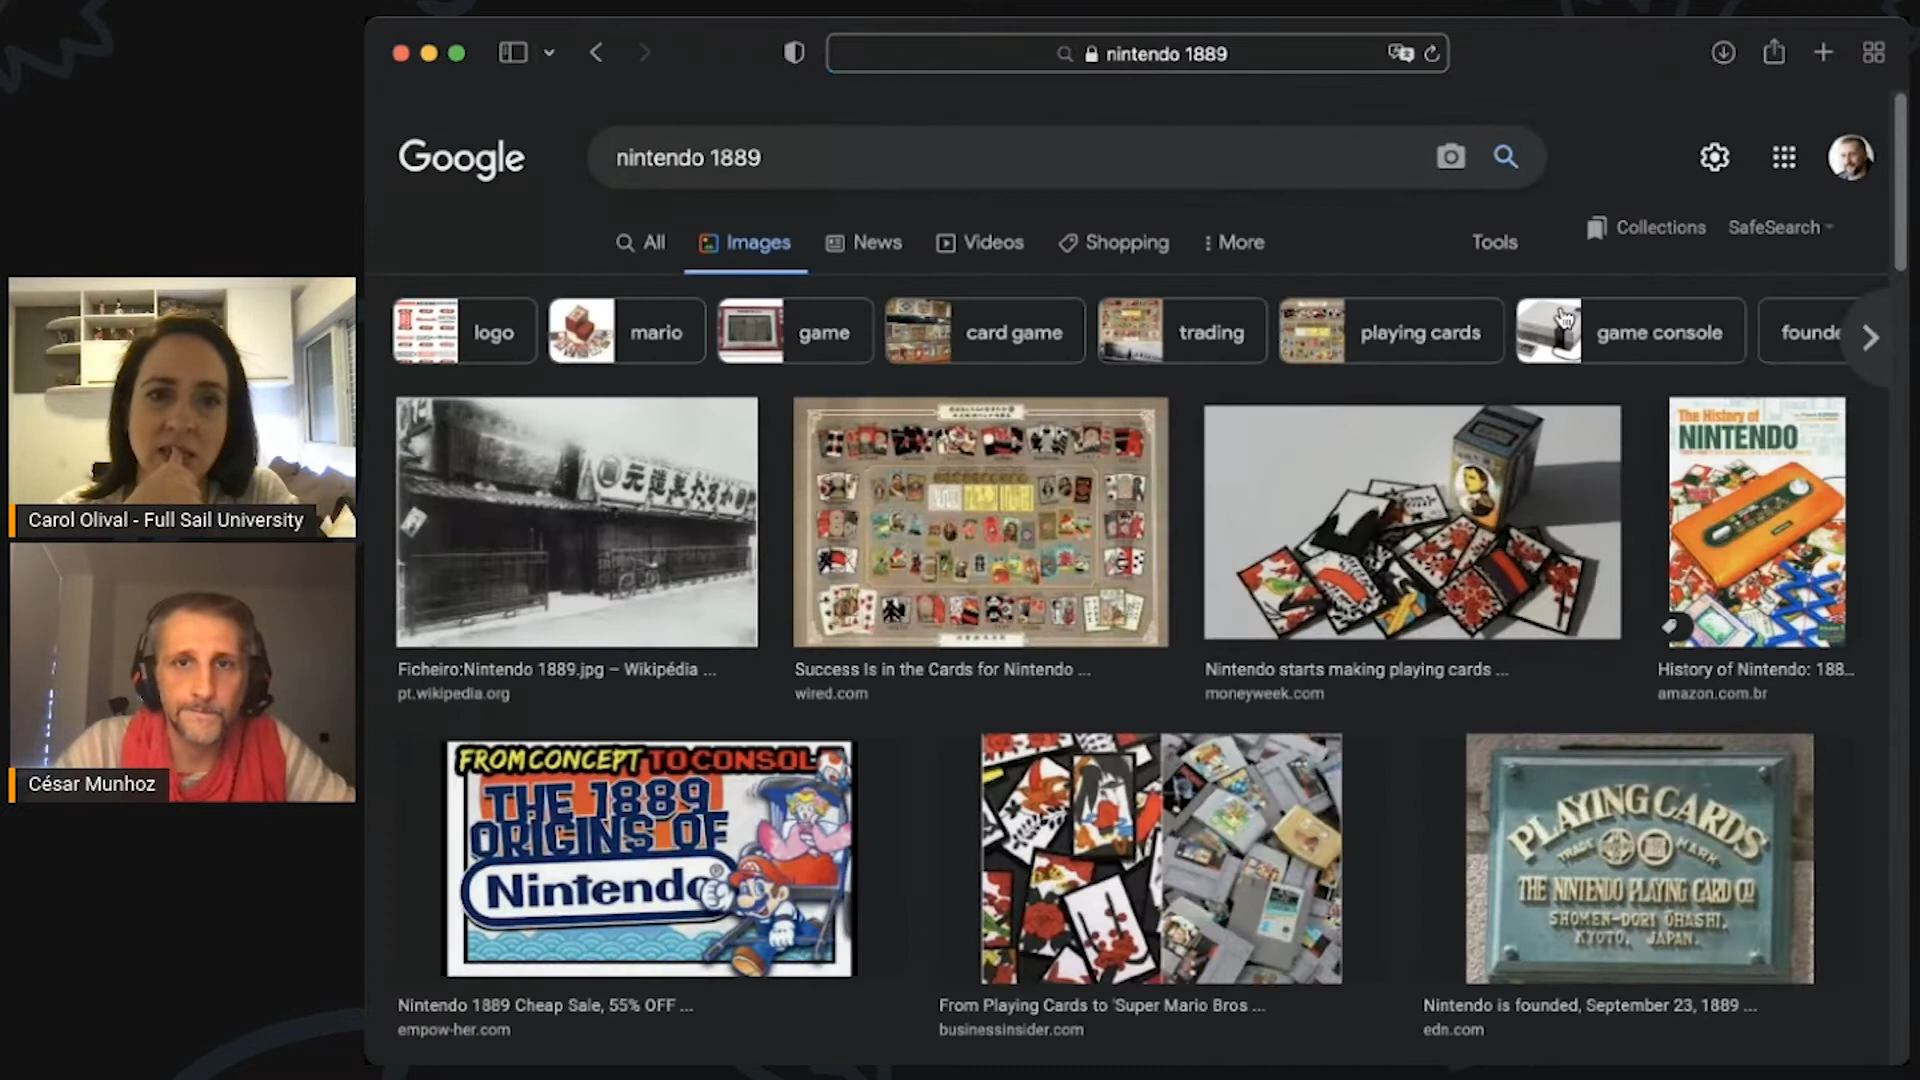 nintendo 1889
Google
nintendo 1889
All
Images
News
Videos
Shopping
More
Tools
Collections
SafeSearch
logo
mario
game
card game
trading
playing cards
game console
founde
The History of
NINTENDO
Ficheiro:Nintendo 1889.jpg – Wikipédia ...
pt.wikipedia.org
Success Is in the Cards for Nintendo ...
wired.com
Nintendo starts making playing cards ...
moneyweek.com
History of Nintendo: 188...
amazon.com.br
FROM CONCEPT TO CONSOL
THE 1889
ORIGINS OF
Nintendo®
PLAYING CARDS
TRADE MARK
THE NINTENDO PLAYING CARD CO
SHOMEN-DORI OHASHI,
KYOTO, JAPAN.
Nintendo 1889 Cheap Sale, 55% OFF ...
empow-her.com
From Playing Cards to 'Super Mario Bros ...
businessinsider.com
Nintendo is founded, September 23, 1889 ...
edn.com
Carol Olival - Full Sail University
César Munhoz